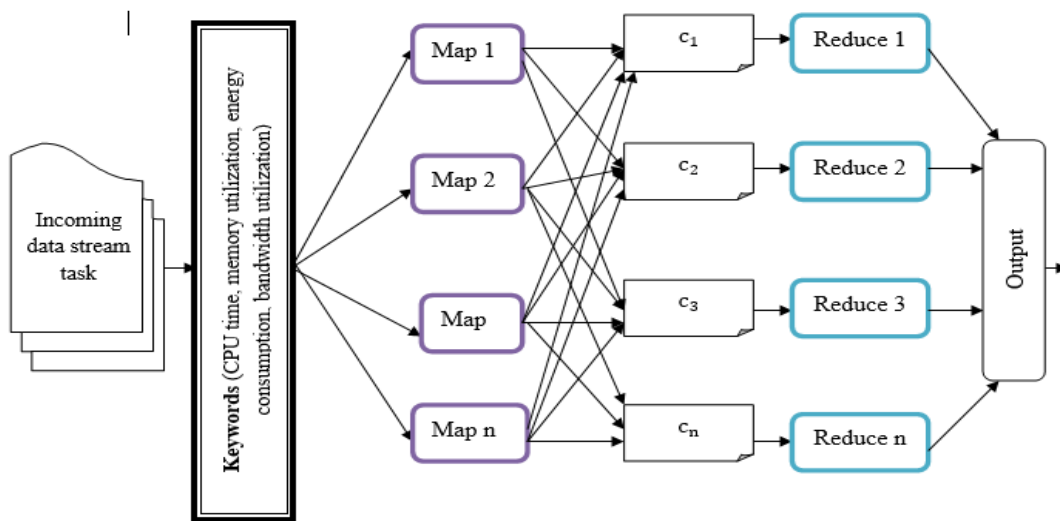 Incoming
data stream
task
Keywords (CPU time, memory utilization, energy
consumption, bandwidth utilization)
Map 1
Map 2
Map
Map n
c₁
c₂
c₃
cₙ
Reduce 1
Reduce 2
Reduce 3
Reduce n
Output